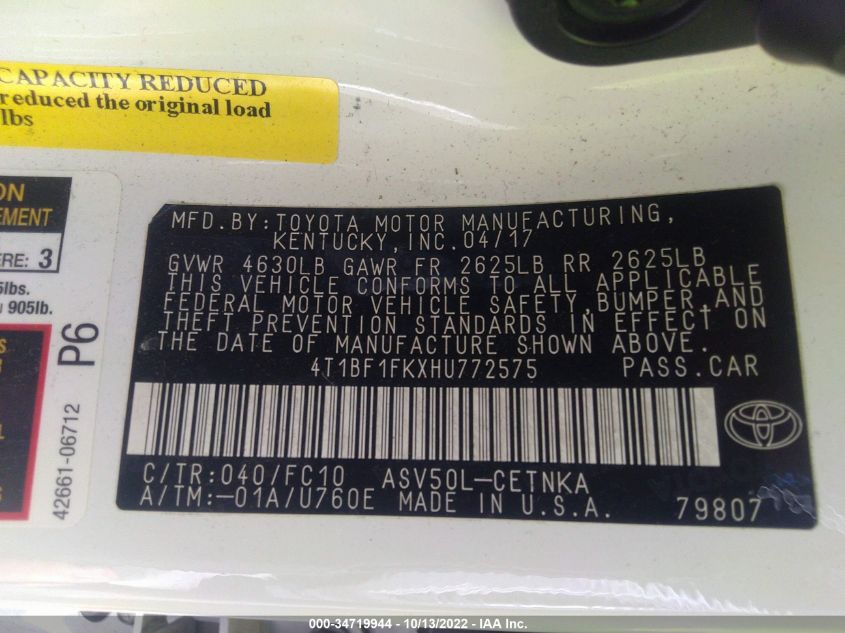 CAPACITY REDUCED
reduced the original load
lbs
ON
EMENT
ERE: 3
lbs.
905lb.
P6
42661-06712
MFD.BY:TOYOTA MOTOR MANUFACTURING,
KENTUCKY,INC.04/17
GVWR 4630LB GAWR FR 2625LB RR 2625LB
THIS VEHICLE CONFORMS TO ALL APPLICABLE
FEDERAL MOTOR VEHICLE SAFETY,BUMPER,AND
THEFT PREVENTION STANDARDS IN EFFECT ON
THE DATE OF MANUFACTURE SHOWN ABOVE.
4T1BF1FKXHU772575 PASS.CAR
C/TR:040/FC10 ASV50L-CETNKA
A/TM:-01A/U760E MADE IN U.S.A. 79807
000-34719944 - 10/13/2022 - IAA Inc.